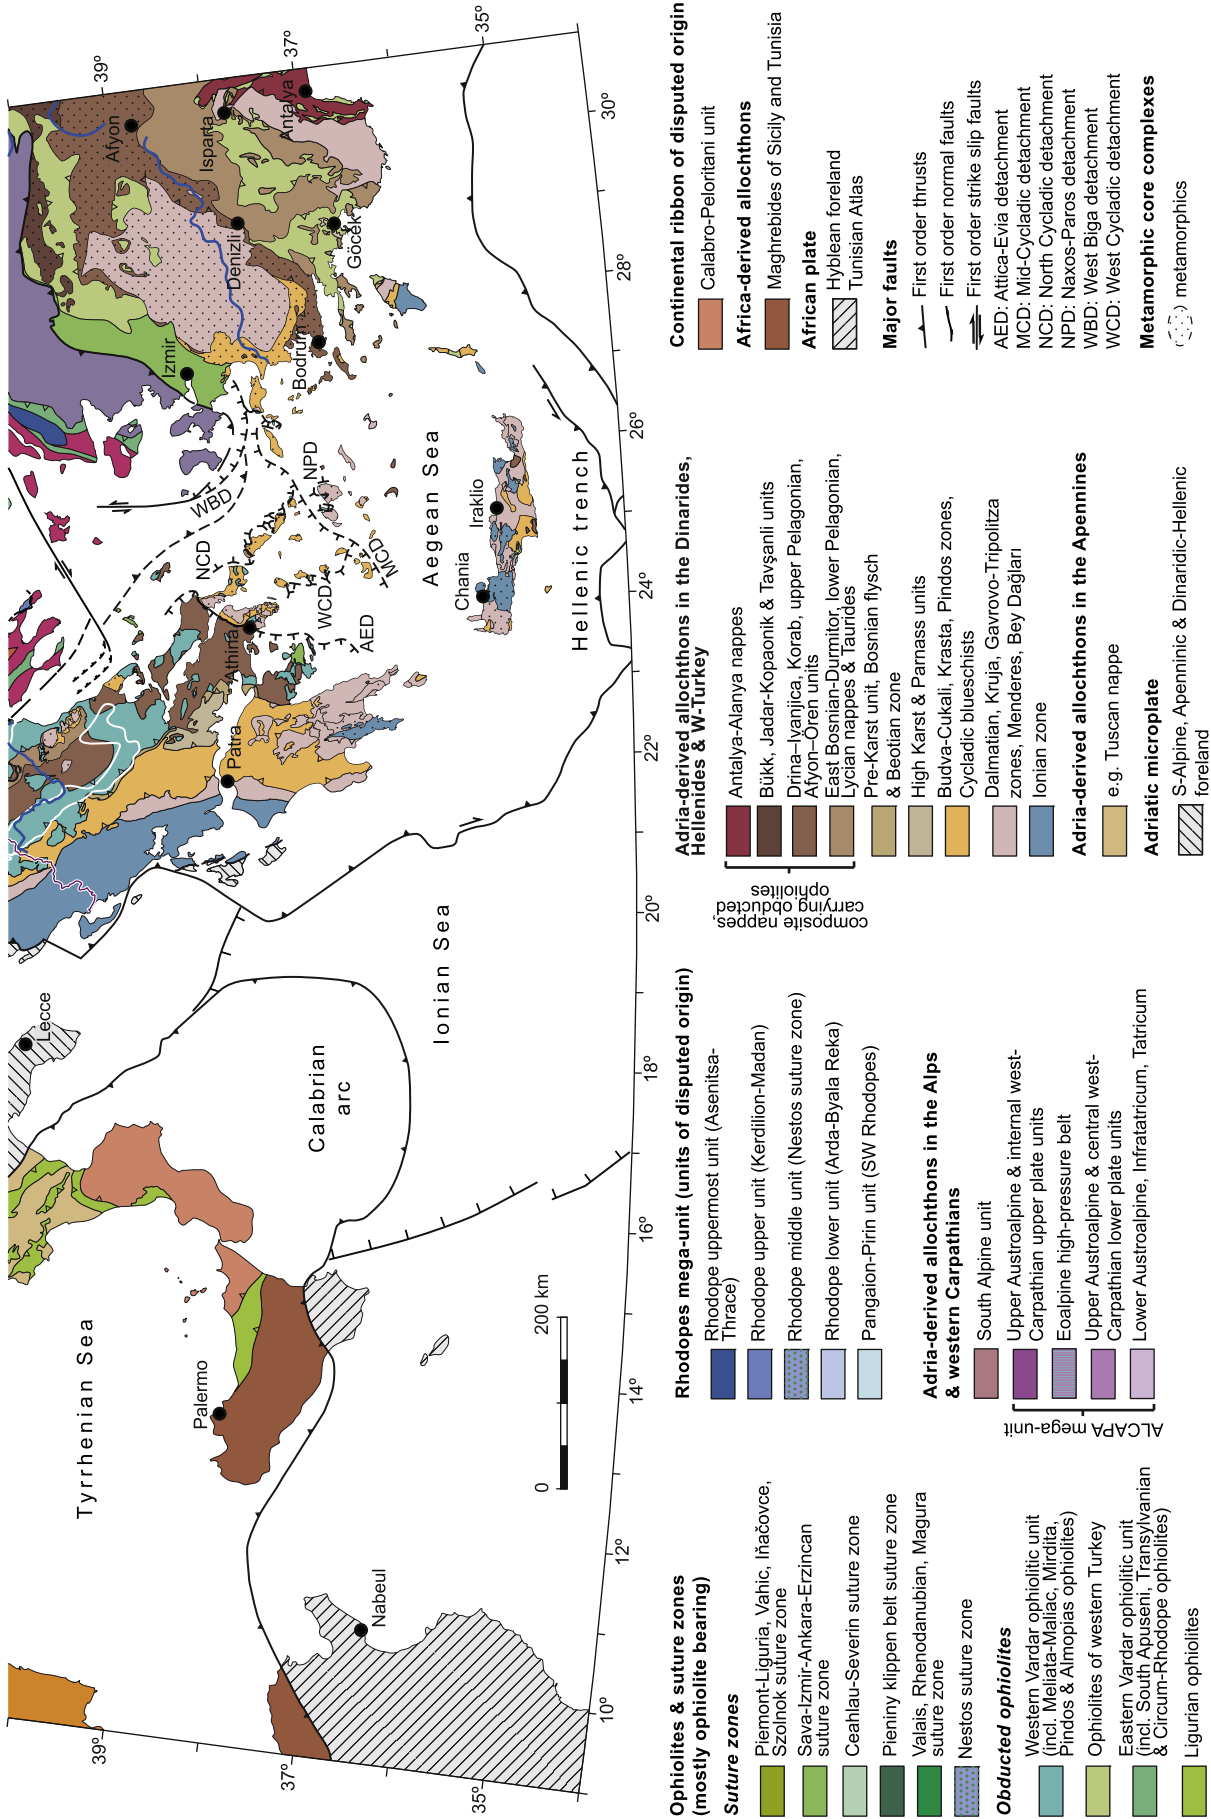 39°
37°
35°
30°
28°
26°
24°
22°
20°
18°
16°
14°
12°
10°
39°
37°
35°
Afyon
Isparta
Antalya
Denizli
Göcek
Izmir
Bodrum
WBD
NCD
NPD
MCD
WCD
AED
Athina
Patra
Aegean Sea
Iraklio
Chania
Hellenic trench
Lecce
Ionian Sea
Calabrian
arc
Tyrrhenian Sea
Palermo
Nabeul
0
200 km
Ophiolites & suture zones
(mostly ophiolite bearing)
Suture zones
Piemont-Liguria, Vahic, Iňačovce,
Szolnok suture zone
Sava-Izmir-Ankara-Erzincan
suture zone
Ceahlau-Severin suture zone
Pieniny klippen belt suture zone
Valais, Rhenodanubian, Magura
suture zone
Nestos suture zone
Obducted ophiolites
Western Vardar ophiolitic unit
(incl. Meliata-Maliac, Mirdita,
Pindos & Almopias ophiolites)
Ophiolites of western Turkey
Eastern Vardar ophiolitic unit
(incl. South Apuseni, Transylvanian
& Circum-Rhodope ophiolites)
Ligurian ophiolites
Rhodopes mega-unit (units of disputed origin)
Rhodope uppermost unit (Asenitsa-
Thrace)
Rhodope upper unit (Kerdilion-Madan)
Rhodope middle unit (Nestos suture zone)
Rhodope lower unit (Arda-Byala Reka)
Pangaion-Pirin unit (SW Rhodopes)
Adria-derived allochthons in the Alps
& western Carpathians
South Alpine unit
Upper Austroalpine & internal west-
Carpathian upper plate units
Eoalpine high-pressure belt
Upper Austroalpine & central west-
Carpathian lower plate units
Lower Austroalpine, Infratatricum, Tatricum
ALCAPA mega-unit
Adria-derived allochthons in the Dinarides,
Hellenides & W-Turkey
Antalya-Alanya nappes
Bükk, Jadar-Kopaonik & Tavşanlı units
Drina–Ivanjica, Korab, upper Pelagonian,
Afyon–Ören units
East Bosnian-Durmitor, lower Pelagonian,
Lycian nappes & Taurides
Pre-Karst unit, Bosnian flysch
& Beotian zone
High Karst & Parnass units
Budva-Cukali, Krasta, Pindos zones,
Cycladic blueschists
Dalmatian, Kruja, Gavrovo-Tripolitza
zones, Menderes, Bey Dağları
Ionian zone
composite nappes,
carrying obducted
ophiolites
Adria-derived allochthons in the Apennines
e.g. Tuscan nappe
Adriatic microplate
S-Alpine, Apenninic & Dinaridic-Hellenic
foreland
Continental ribbon of disputed origin
Calabro-Peloritani unit
Africa-derived allochthons
Maghrebides of Sicily and Tunisia
African plate
Hyblean foreland
Tunisian Atlas
Major faults
First order thrusts
First order normal faults
First order strike slip faults
AED: Attica-Evia detachment
MCD: Mid-Cycladic detachment
NCD: North Cycladic detachment
NPD: Naxos-Paros detachment
WBD: West Biga detachment
WCD: West Cycladic detachment
Metamorphic core complexes
metamorphics